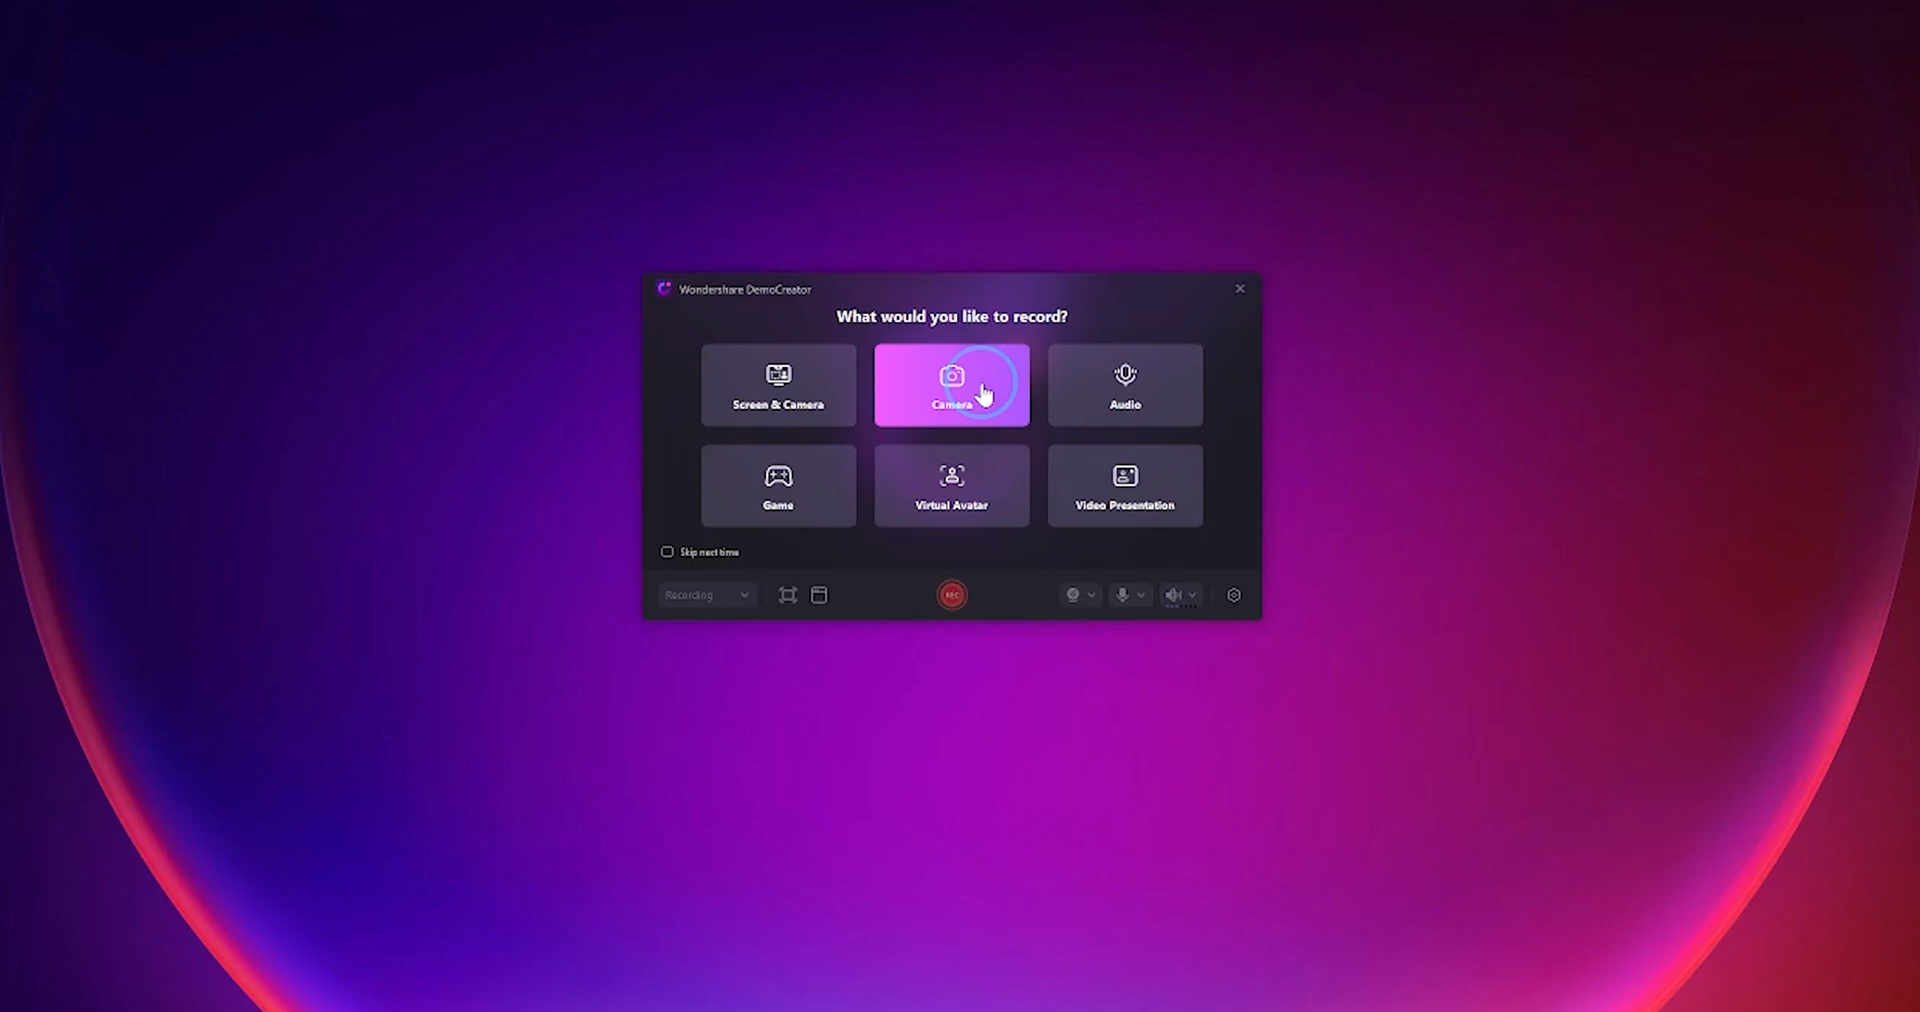 Wondershare DemoCreator
What would you like to record?
Screen & Camera
Camera
Audio
Game
Virtual Avatar
Video Presentation
Skip next time
Recording
REC